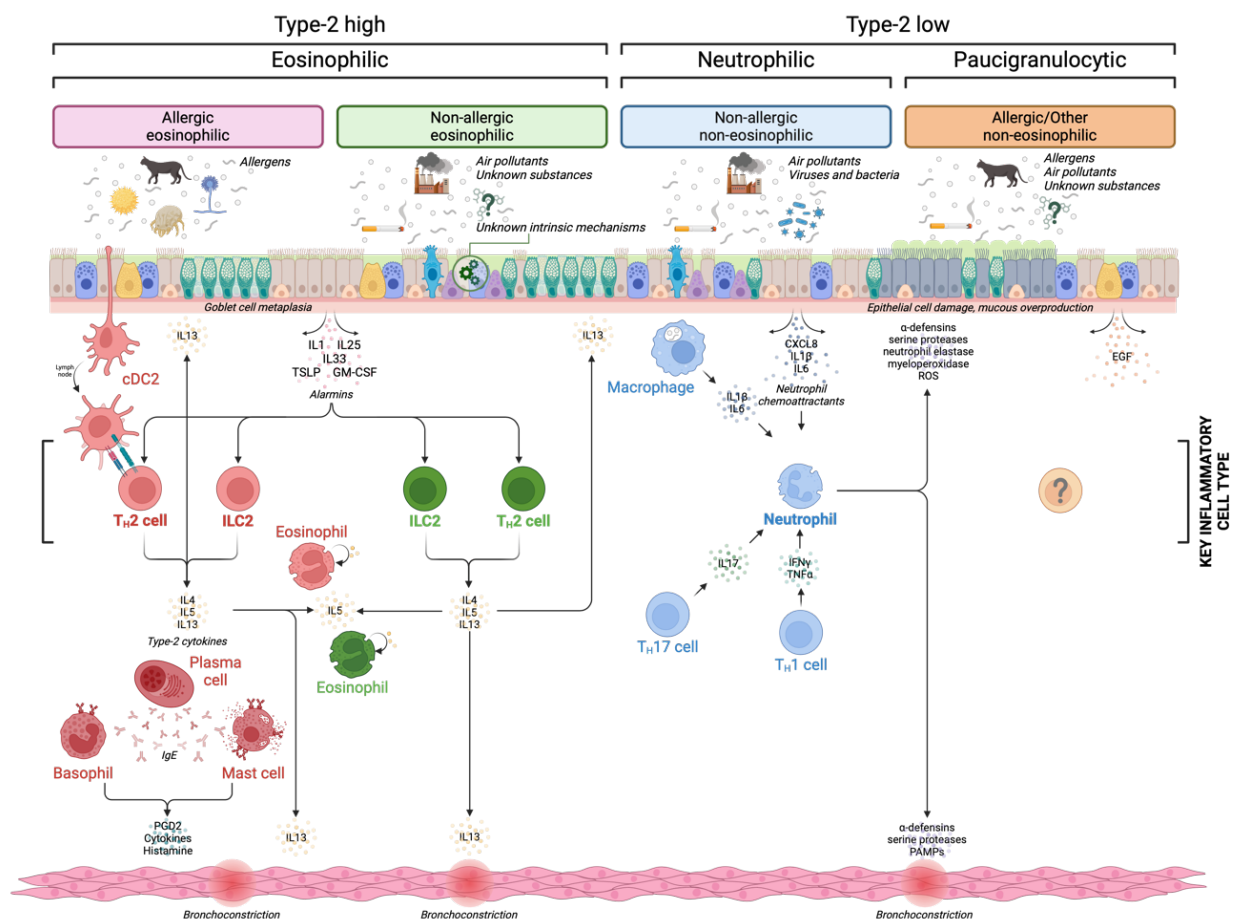 Type-2 high
Type-2 low
Eosinophilic
Neutrophilic
Paucigranulocytic
Allergic
eosinophilic
Non-allergic
eosinophilic
Non-allergic
non-eosinophilic
Allergic/Other
non-eosinophilic
Allergens
Air pollutants
Unknown substances
?
Unknown intrinsic mechanisms
Air pollutants
Viruses and bacteria
Allergens
Air pollutants
Unknown substances
?
Goblet cell metaplasia
Epithelial cell damage, mucous overproduction
cDC2
Lymph
node
IL13
IL1 IL25
IL33
TSLP GM-CSF
Alarmins
IL13
Macrophage
IL1β
IL6
CXCL8
IL1β
IL6
Neutrophil
chemoattractants
α-defensins
serine proteases
neutrophil elastase
myeloperoxidase
ROS
EGF
TH2 cell
ILC2
ILC2
TH2 cell
Neutrophil
?
KEY INFLAMMATORY
CELL TYPE
Eosinophil
IL4
IL5
IL13
Type-2 cytokines
IL5
IL4
IL5
IL13
Eosinophil
IL17
IFNγ
TNFα
TH17 cell
TH1 cell
Plasma
cell
Basophil
IgE
Mast cell
PGD2
Cytokines
Histamine
IL13
IL13
α-defensins
serine proteases
PAMPs
Bronchoconstriction
Bronchoconstriction
Bronchoconstriction